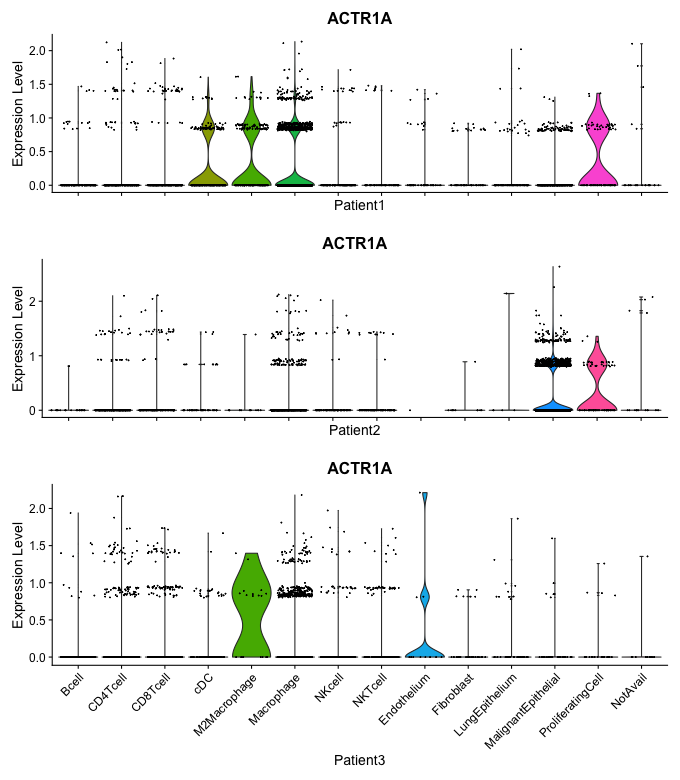 ACTR1A
Expression Level
2.0
1.5
1.0
0.5
0.0
Patient1
ACTR1A
Expression Level
2
1
0
Patient2
ACTR1A
Expression Level
2.0
1.5
1.0
0.5
0.0
Bcell
CD4Tcell
CD8Tcell
cDC
M2Macrophage
Macrophage
NKcell
NKTcell
Endothelium
Fibroblast
LungEpithelium
MalignantEpithelial
ProliferatingCell
NotAvail
Patient3